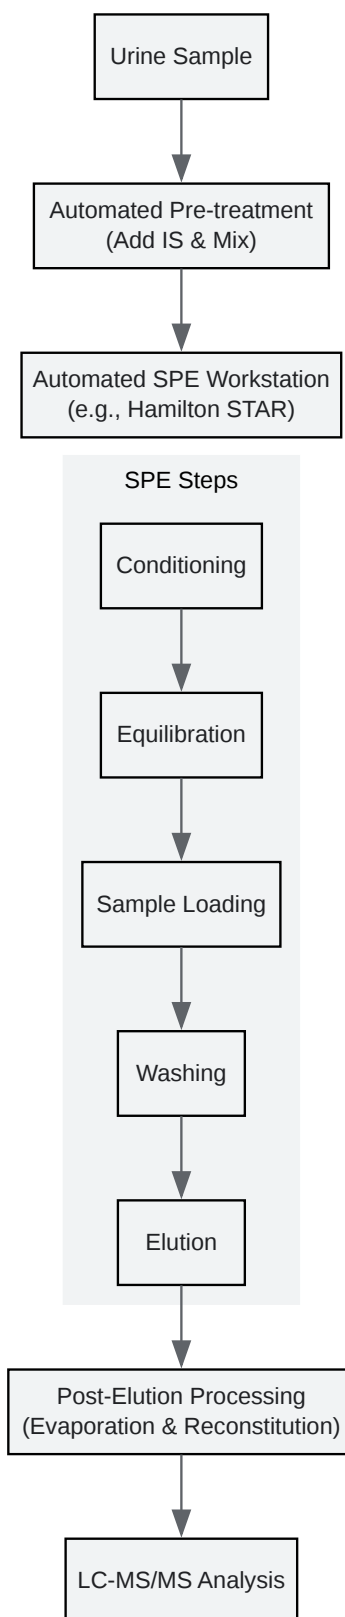 Urine Sample
Automated Pre-treatment
(Add IS & Mix)
Automated SPE Workstation
(e.g., Hamilton STAR)
SPE Steps
Conditioning
Equilibration
Sample Loading
Washing
Elution
Post-Elution Processing
(Evaporation & Reconstitution)
LC-MS/MS Analysis